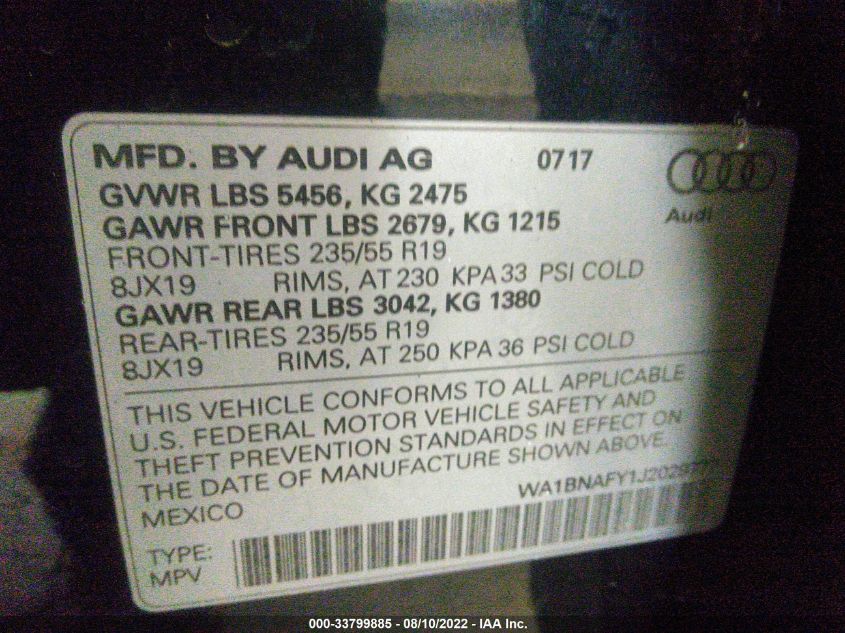 MFD. BY AUDI AG 0717
GVWR LBS 5456, KG 2475
GAWR FRONT LBS 2679, KG 1215
Audi
FRONT-TIRES 235/55 R19
8JX19 RIMS, AT 230 KPA 33 PSI COLD
GAWR REAR LBS 3042, KG 1380
REAR-TIRES 235/55 R19
8JX19 RIMS, AT 250 KPA 36 PSI COLD
THIS VEHICLE CONFORMS TO ALL APPLICABLE
U.S. FEDERAL MOTOR VEHICLE SAFETY AND
THEFT PREVENTION STANDARDS IN EFFECT ON
THE DATE OF MANUFACTURE SHOWN ABOVE.
MEXICO
TYPE:
MPV
000-33799885 - 08/10/2022 - IAA Inc.